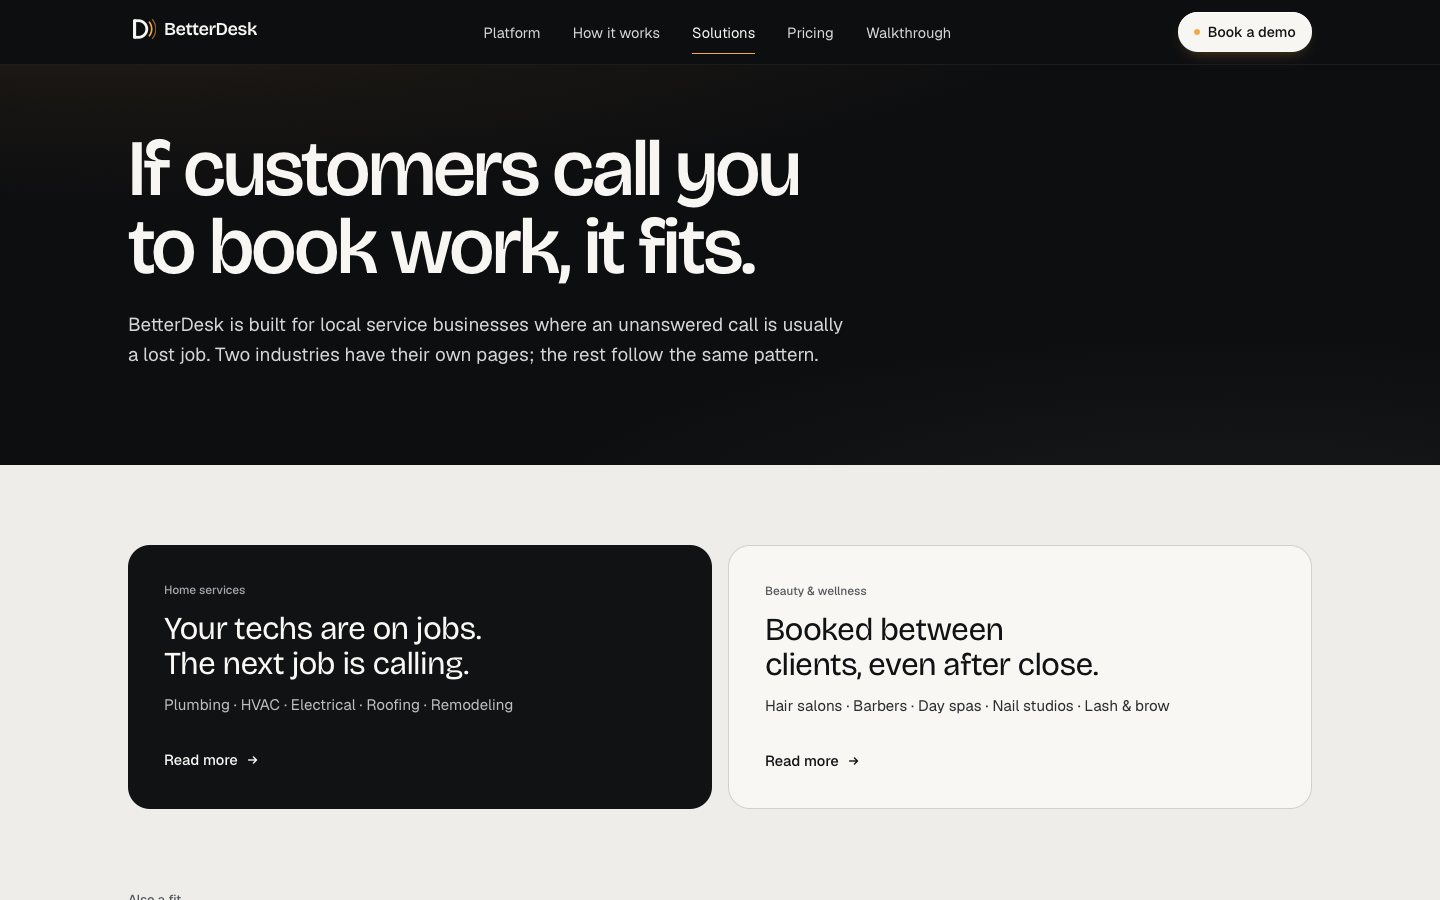 BetterDesk
Platform
How it works
Solutions
Pricing
Walkthrough
Book a demo
If customers call you
to book work, it fits.
BetterDesk is built for local service businesses where an unanswered call is usually
a lost job. Two industries have their own pages; the rest follow the same pattern.
Home services
Your techs are on jobs.
The next job is calling.
Plumbing · HVAC · Electrical · Roofing · Remodeling
Read more →
Beauty & wellness
Booked between
clients, even after close.
Hair salons · Barbers · Day spas · Nail studios · Lash & brow
Read more →
Also a fit